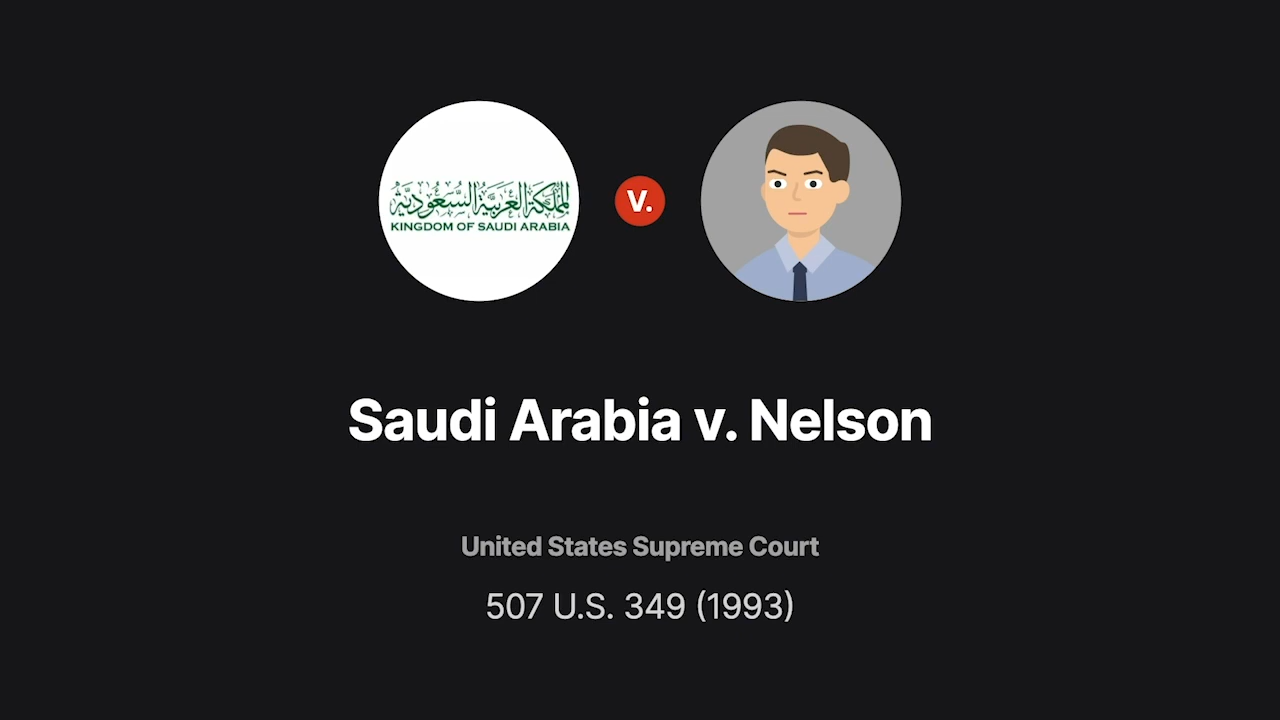 المملكة العربية السعودية
KINGDOM OF SAUDI ARABIA
V.
Saudi Arabia v. Nelson
United States Supreme Court
507 U.S. 349 (1993)